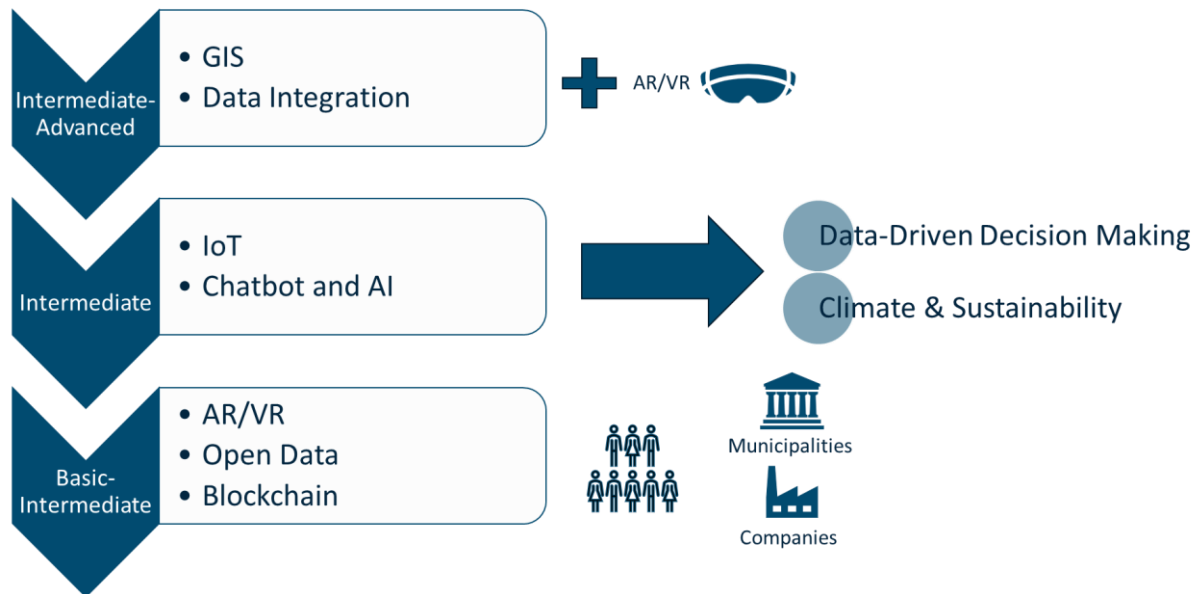 Intermediate-
Advanced
• GIS
• Data Integration
AR/VR
Intermediate
• IoT
• Chatbot and AI
Data-Driven Decision Making
Climate & Sustainability
Basic-
Intermediate
• AR/VR
• Open Data
• Blockchain
Municipalities
Companies